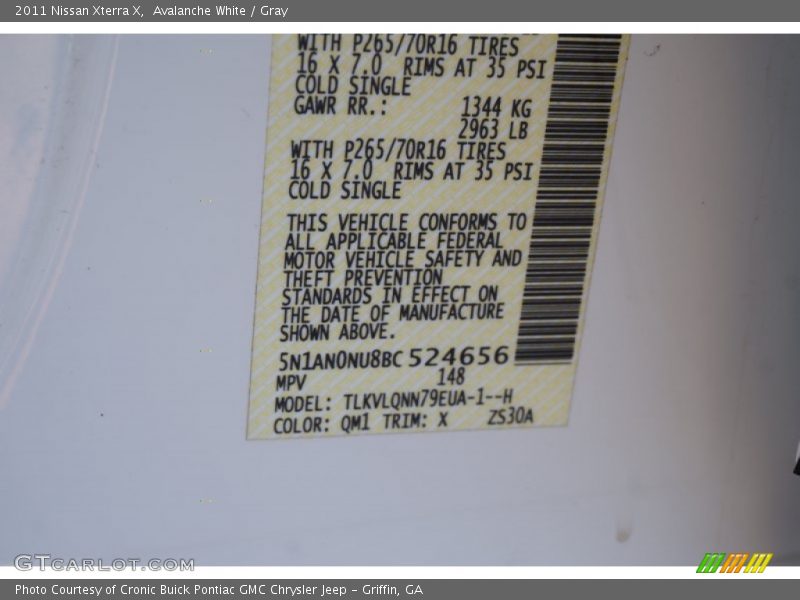 2011 Nissan Xterra X, Avalanche White / Gray
WITH P265/70R16 TIRES
16 X 7.0 RIMS AT 35 PSI
COLD SINGLE
GAWR RR.: 1344 KG
2963 LB
WITH P265/70R16 TIRES
16 X 7.0 RIMS AT 35 PSI
COLD SINGLE
THIS VEHICLE CONFORMS TO
ALL APPLICABLE FEDERAL
MOTOR VEHICLE SAFETY AND
THEFT PREVENTION
STANDARDS IN EFFECT ON
THE DATE OF MANUFACTURE
SHOWN ABOVE.
5N1AN0NU8BC 524656
MPV 148
MODEL: TLKVLQNN79EUA-1--H
COLOR: QM1 TRIM: X ZS30A
GTCARLOT.COM
Photo Courtesy of Cronic Buick Pontiac GMC Chrysler Jeep - Griffin, GA